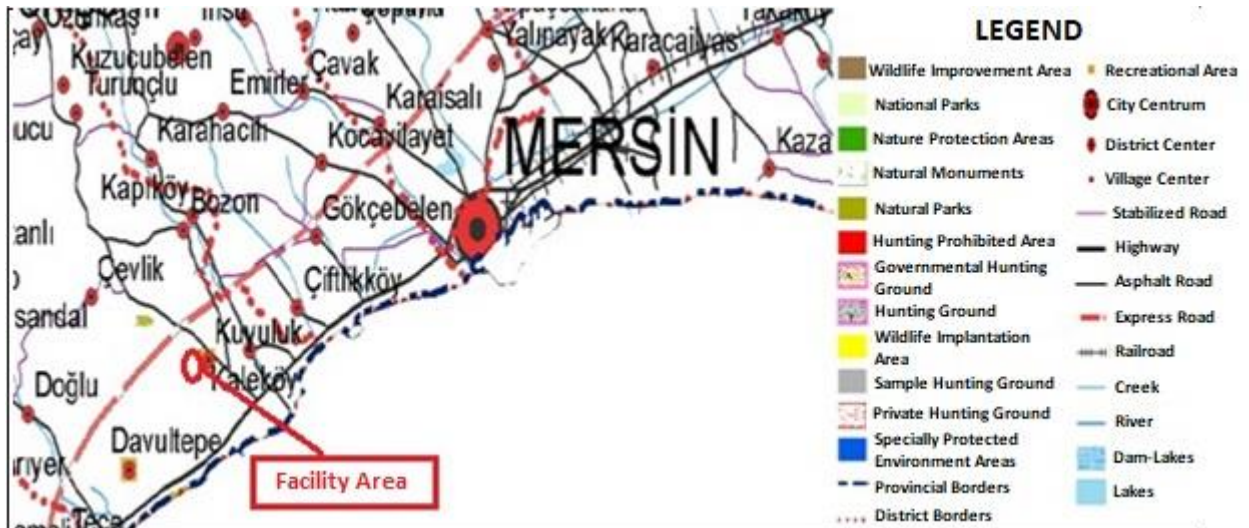 Yalınayak
Karacailyas
Kuzucubelen
Turunçlu
Emirler
Çavak
Karaisalı
ucu
Karahacılı
Kocavilayet
MERSİN
Kaza
Kapıköy
Bozon
Gökçebelen
anlı
Çevlik
Çiftlikköy
sandal
Kuyuluk
Doğlu
Kaleköy
Davultepe
Facility Area
LEGEND
Wildlife Improvement Area
National Parks
Nature Protection Areas
Natural Monuments
Natural Parks
Hunting Prohibited Area
Governmental Hunting
Ground
Hunting Ground
Wildlife Implantation
Area
Sample Hunting Ground
Private Hunting Ground
Specially Protected
Environment Areas
Provincial Borders
District Borders
Recreational Area
City Centrum
District Center
Village Center
Stabilized Road
Highway
Asphalt Road
Express Road
Railroad
Creek
River
Dam-Lakes
Lakes